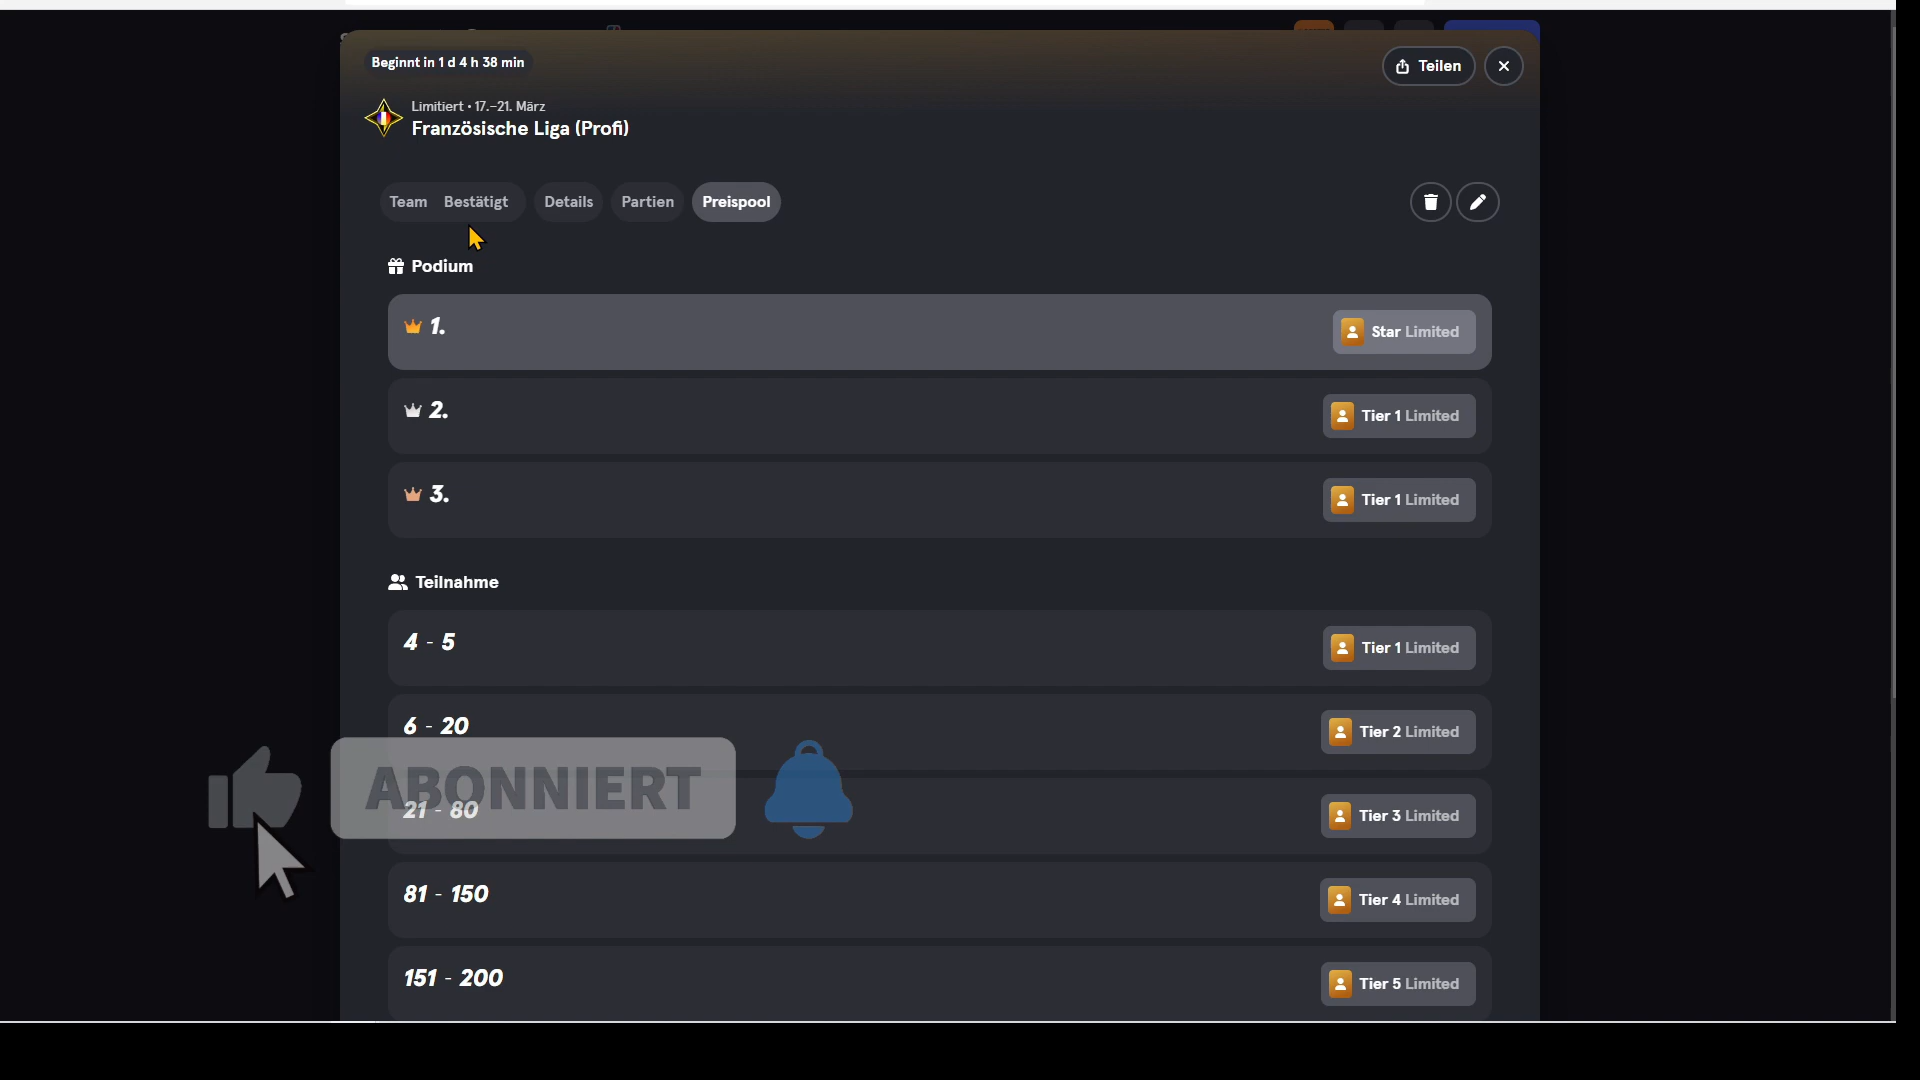 Beginnt in 1 d 4 h 38 min
Teilen
Limitiert • 17.–21. März
Französische Liga (Profi)
Team Bestätigt Details Partien Preispool
Podium
1. Star Limited
2. Tier 1 Limited
3. Tier 1 Limited
Teilnahme
4 - 5 Tier 1 Limited
6 - 20 Tier 2 Limited
ABONNIERT
21 - 80 Tier 3 Limited
81 - 150 Tier 4 Limited
151 - 200 Tier 5 Limited